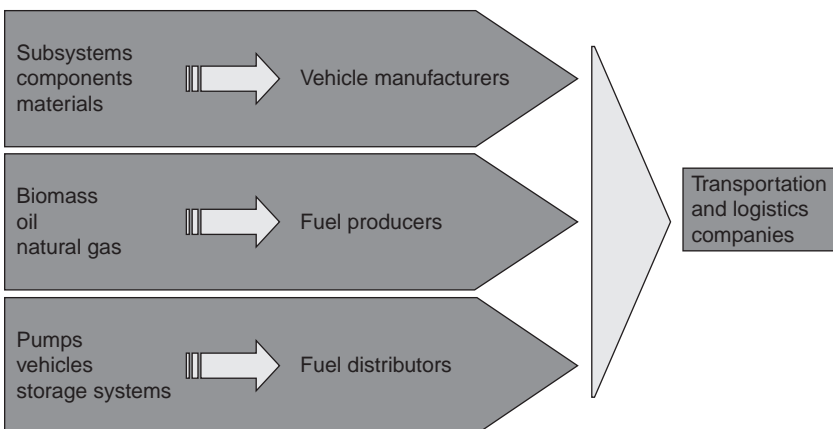 Subsystems
components
materials
Vehicle manufacturers
Biomass
oil
natural gas
Fuel producers
Pumps
vehicles
storage systems
Fuel distributors
Transportation
and logistics
companies